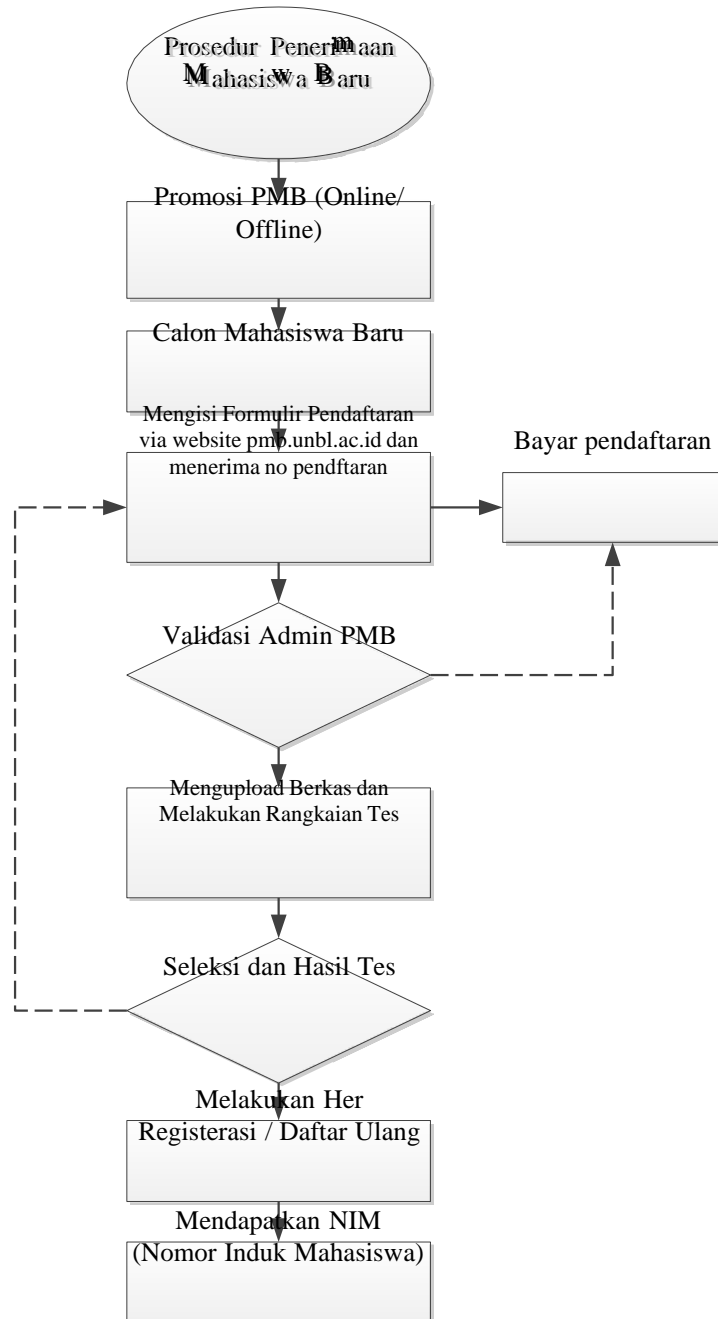 Prosedur Penerimaan
Mahasiswa Baru
Promosi PMB (Online/
Offline)
Calon Mahasiswa Baru
Mengisi Formulir Pendaftaran
via website pmb.unbl.ac.id dan
menerima no pendftaran
Bayar pendaftaran
Validasi Admin PMB
Mengupload Berkas dan
Melakukan Rangkaian Tes
Seleksi dan Hasil Tes
Melakukan Her
Registerasi / Daftar Ulang
Mendapatkan NIM
(Nomor Induk Mahasiswa)